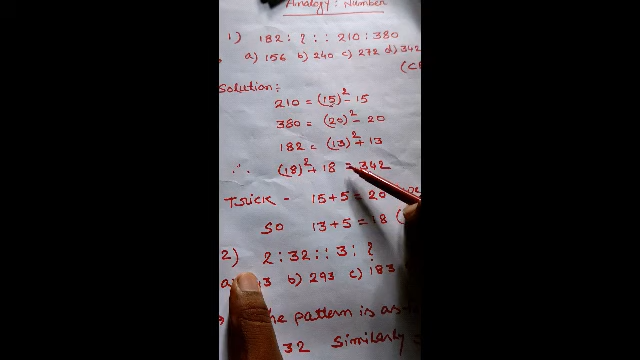 Analogy: Number
1) 182 : ? : : 210 : 380
a) 156 b) 240 c) 272 d) 342
Solution:
210 = (15)² - 15
380 = (20)² - 20
182 = (13)² + 13
∴ (18)² + 18 = 342
Trick - 15 + 5 = 20
So 13 + 5 = 18
2) 2 : 32 : : 3 : ?
b) 293 c) 183
The pattern is as
32 Similarly